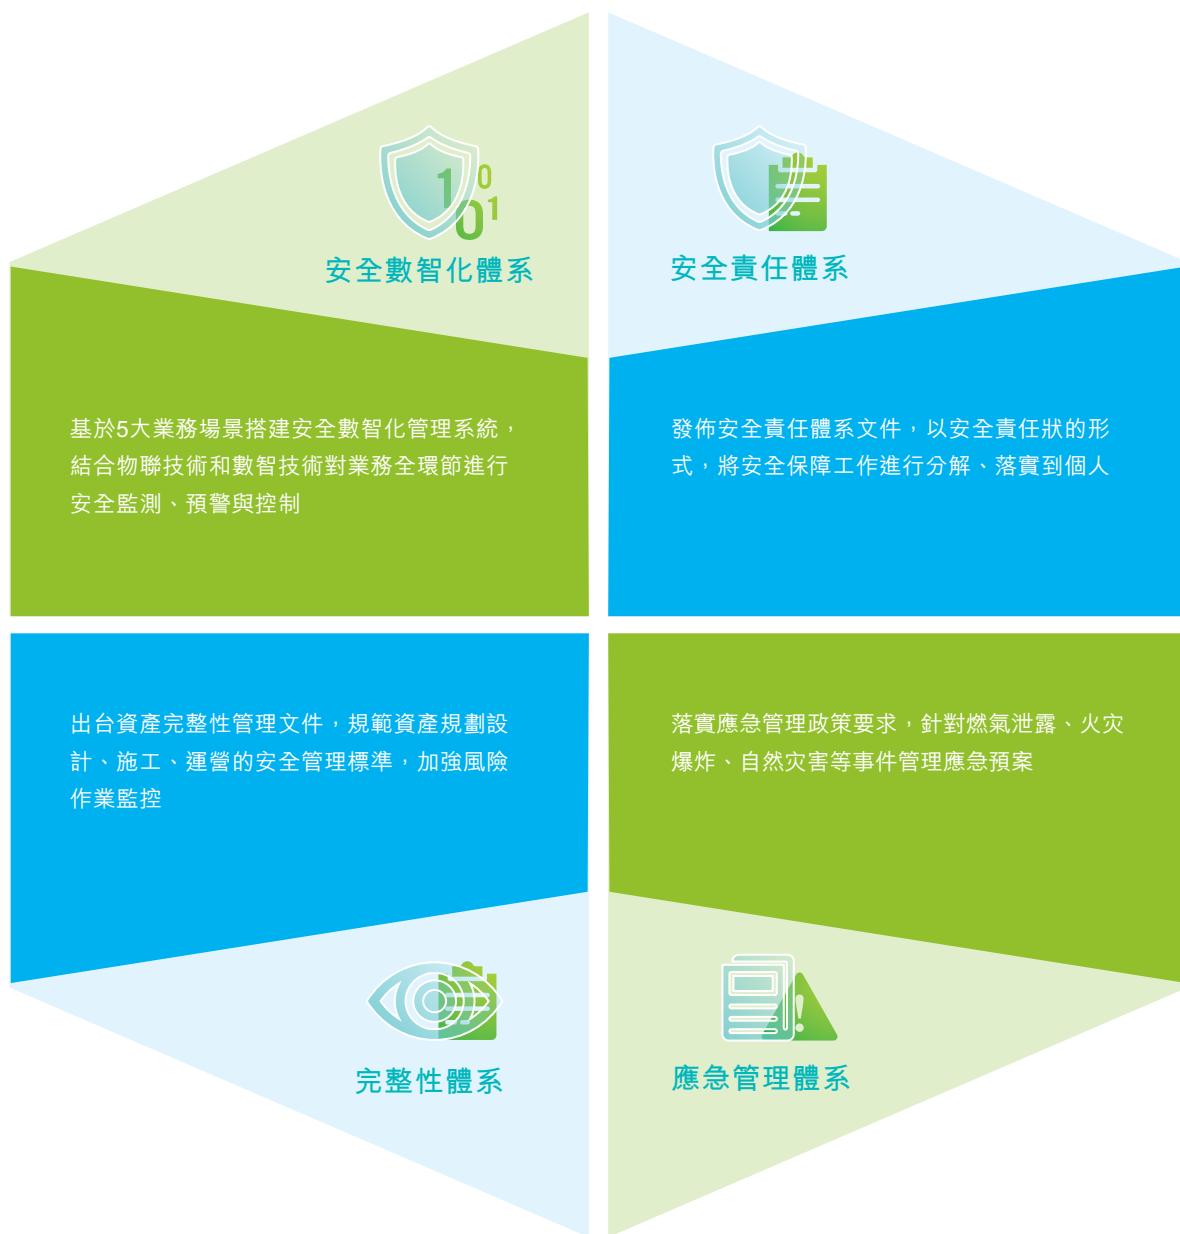 安全數智化體系
基於5大業務場景搭建安全數智化管理系統，
結合物聯技術和數智技術對業務全環節進行
安全監測、預警與控制
安全責任體系
發佈安全責任體系文件，以安全責任狀的形
式，將安全保障工作進行分解、落實到個人
出台資產完整性管理文件，規範資產規劃設
計、施工、運營的安全管理標準，加強風險
作業監控
完整性體系
落實應急管理政策要求，針對燃氣泄露、火灾
爆炸、自然灾害等事件管理應急預案
應急管理體系